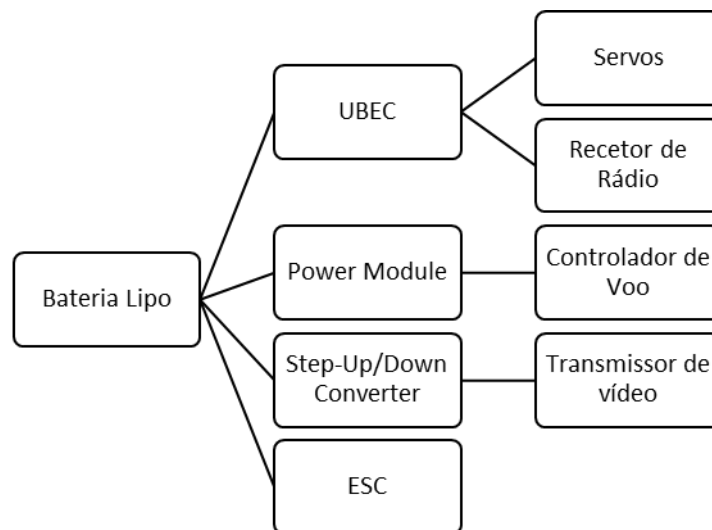 Bateria Lipo
UBEC
Servos
Recetor de
Rádio
Power Module
Controlador de
Voo
Step-Up/Down
Converter
Transmissor de
vídeo
ESC